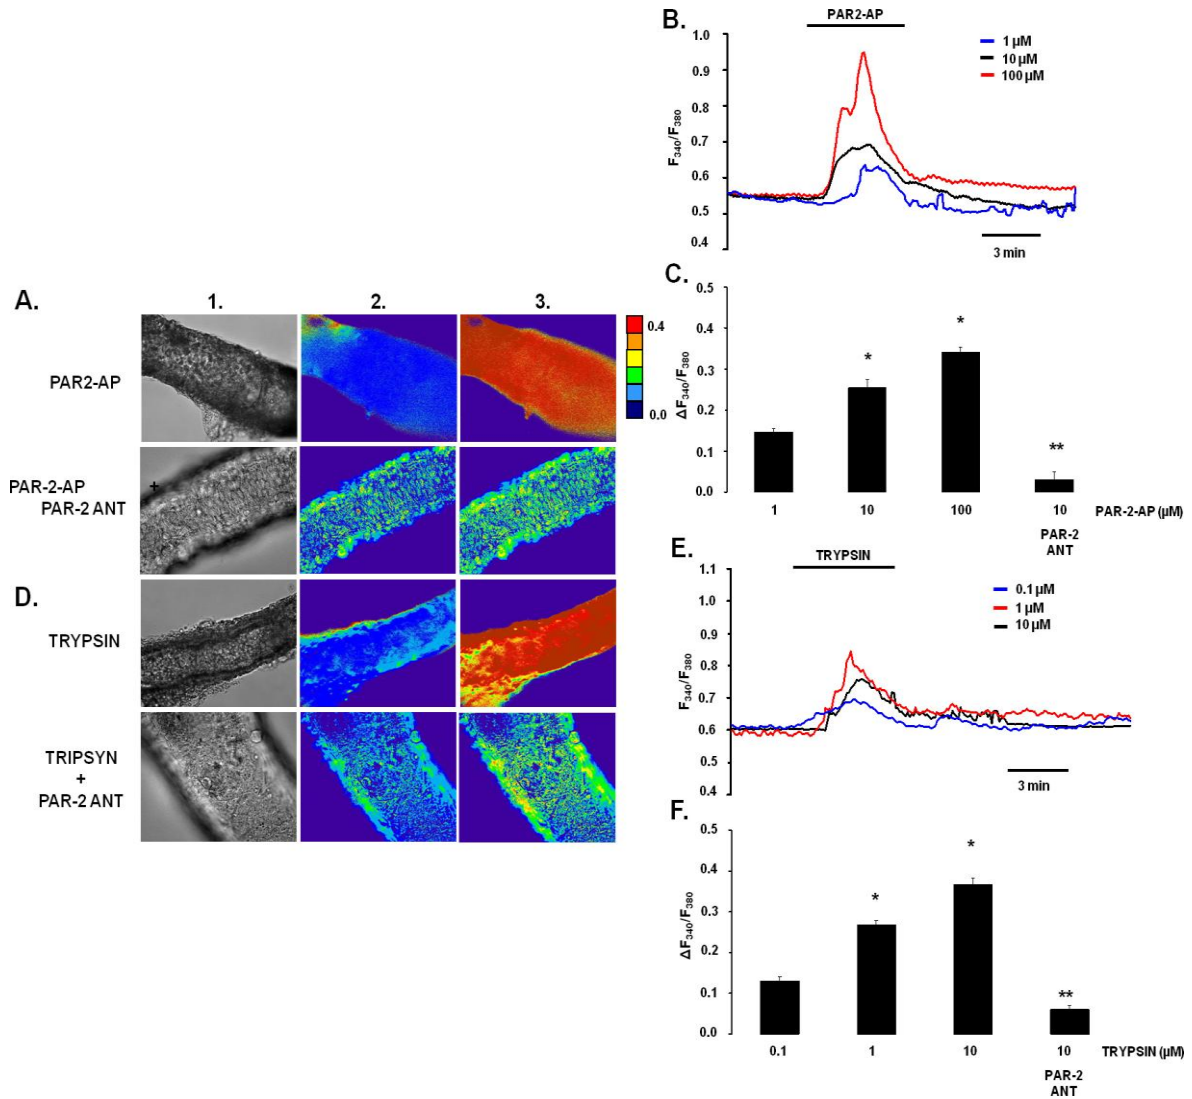 B.
PAR2-AP
1.0
0.9
0.8
0.7
0.6
0.5
0.4
F340/F380
1 µM
10 µM
100 µM
3 min
A.
1.
2.
3.
PAR2-AP
0.4
0.0
PAR-2-AP +
PAR-2 ANT
C.
0.5
0.4
0.3
0.2
0.1
0.0
ΔF340/F380
*
*
**
1 10 100 10 PAR-2-AP (µM)
PAR-2
ANT
D.
TRYPSIN
TRIPSYN
+
PAR-2 ANT
E.
TRYPSIN
1.1
1.0
0.9
0.8
0.7
0.6
0.5
0.4
F340/F380
0.1 µM
1 µM
10 µM
3 min
F.
0.5
0.4
0.3
0.2
0.1
0.0
ΔF340/F380
*
*
**
0.1 1 10 10 TRYPSIN (µM)
PAR-2
ANT